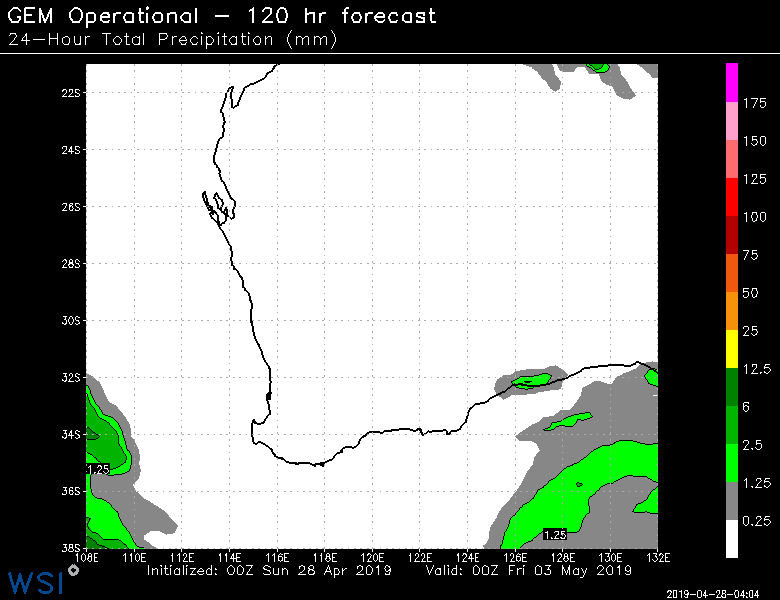 GEM Operational — 120 hr forecast
24-Hour Total Precipitation (mm)
22S
24S
26S
28S
30S
32S
34S
36S
38S
1.25
1.25
108E 110E 112E 114E 116E 118E 120E 122E 124E 126E 128E 130E 132E
175
150
125
100
75
50
25
12.5
6
2.5
1.25
0.25
Initialized: 00Z Sun 28 Apr 2019 Valid: 00Z Fri 03 May 2019
WSI
2019-04-28-04:04